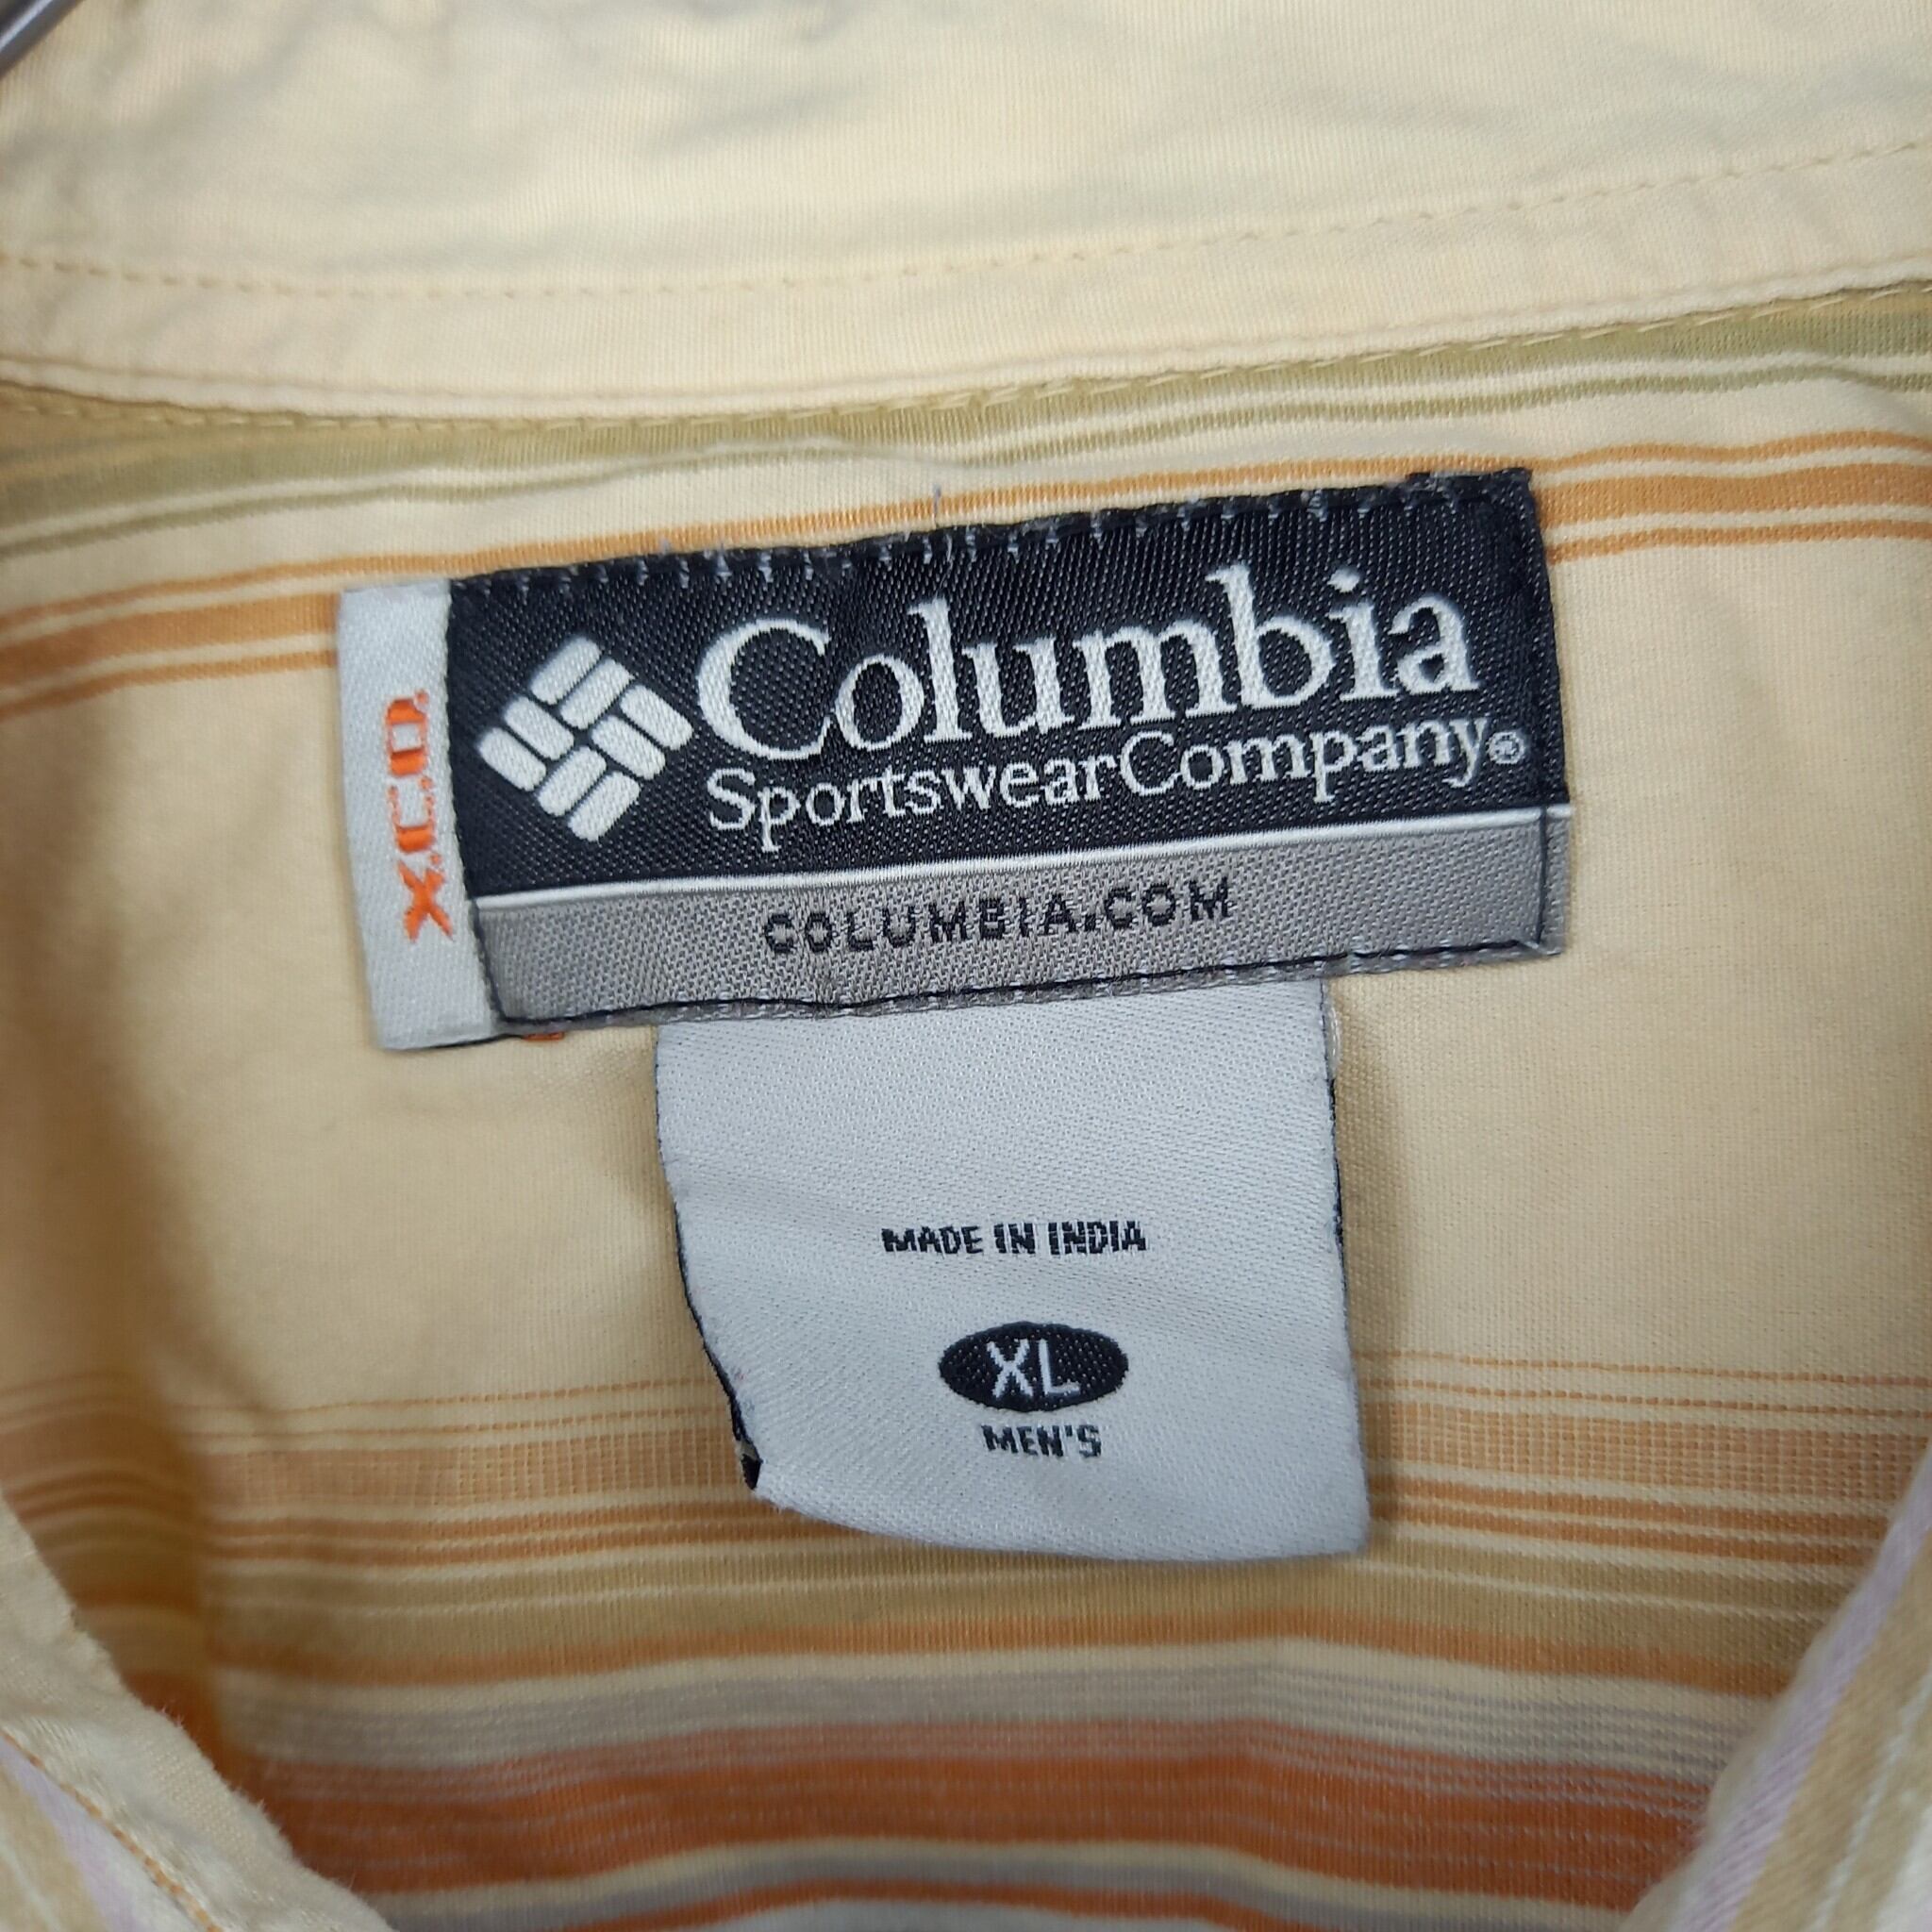 X.C.O.
Columbia
SportswearCompany®
COLUMBIA.COM
MADE IN INDIA
XL
MEN'S